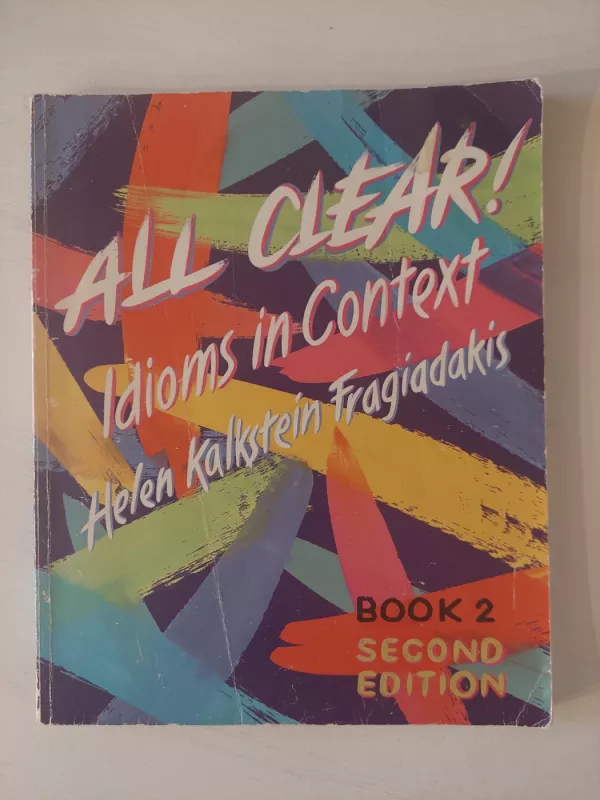 ALL CLEAR!
Idioms in Context
Helen Kalkstein Fragiadakis
BOOK 2
SECOND
EDITION